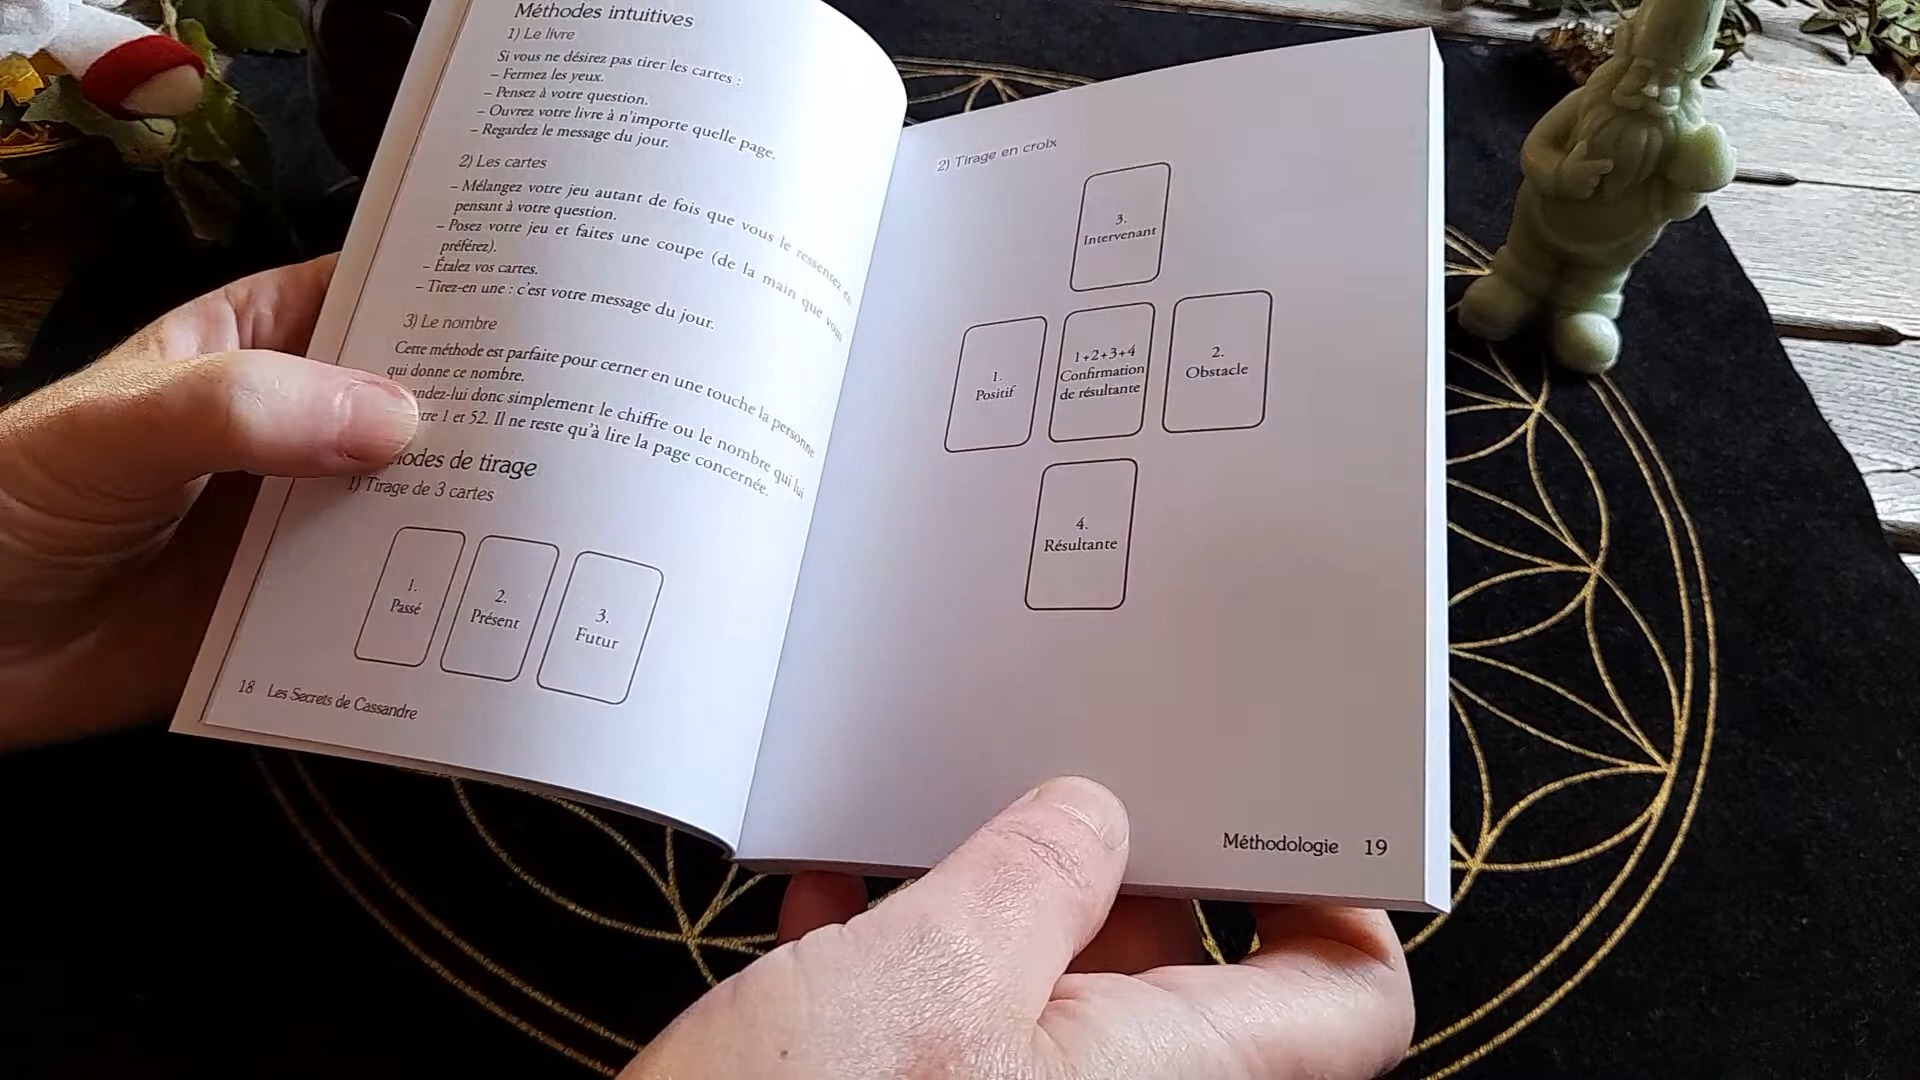 Méthodes intuitives
1) Le livre
Si vous ne désirez pas tirer les cartes :
– Fermez les yeux.
– Pensez à votre question.
– Ouvrez votre livre à n'importe quelle page.
– Regardez le message du jour.
2) Les cartes
– Mélangez votre jeu autant de fois que vous le ressentez en
pensant à votre question.
– Posez votre jeu et faites une coupe (de la main que vous
préférez).
– Étalez vos cartes.
– Tirez-en une : c'est votre message du jour.
3) Le nombre
Cette méthode est parfaite pour cerner en une touche la personne
qui donne ce nombre.
andez-lui donc simplement le chiffre ou le nombre qui lui
tre 1 et 52. Il ne reste qu'à lire la page concernée.
hodes de tirage
1) Tirage de 3 cartes
1.
Passé
2.
Présent
3.
Futur
18 Les Secrets de Cassandre
2) Tirage en croix
3.
Intervenant
1.
Positif
1+2+3+4
Confirmation
de résultante
2.
Obstacle
4.
Résultante
Méthodologie 19